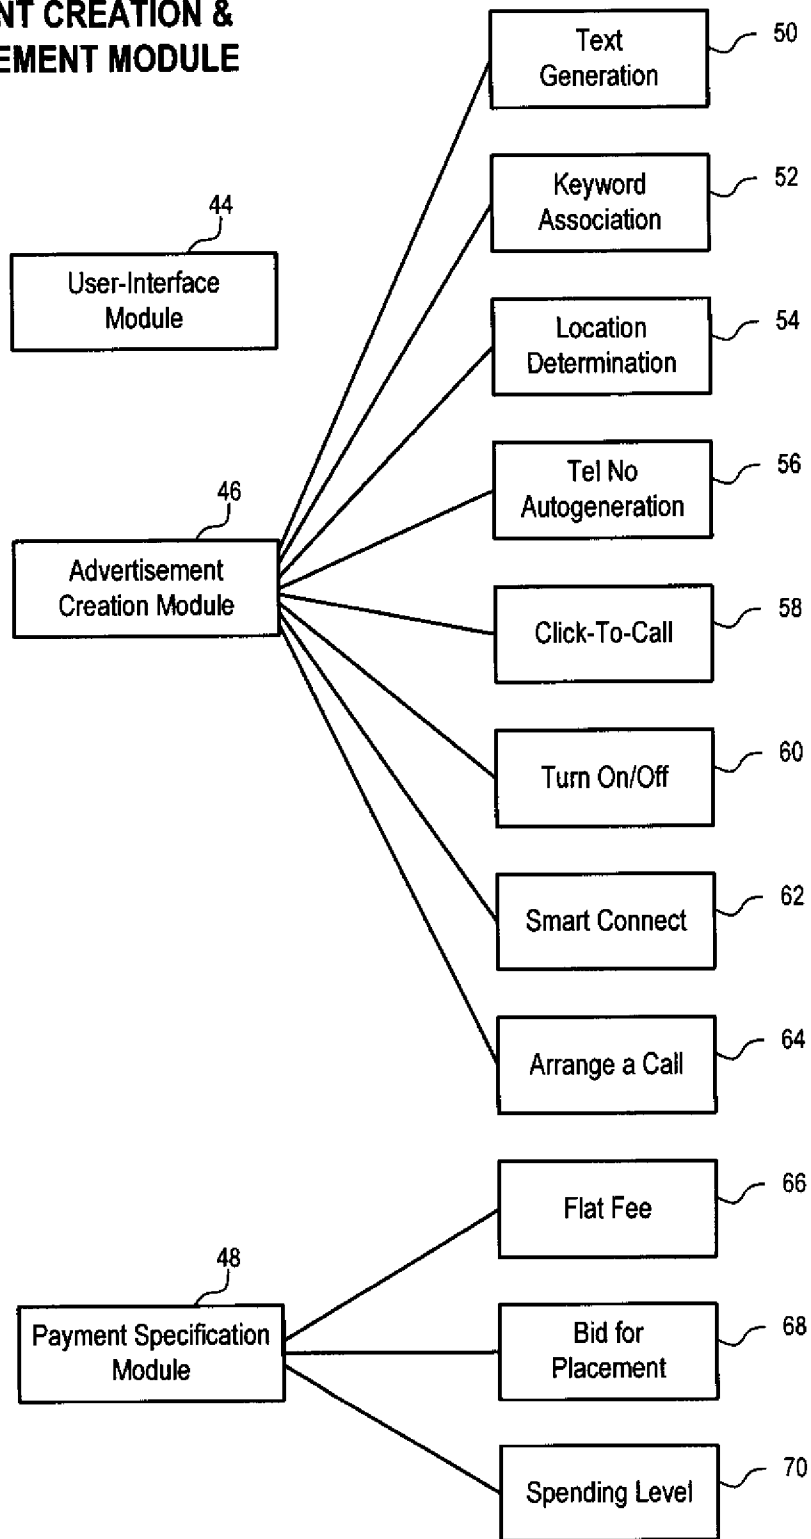 NT CREATION &
EMENT MODULE
Text
Generation
50
Keyword
Association
52
44
User-Interface
Module
Location
Determination
54
Tel No
Autogeneration
56
46
Advertisement
Creation Module
Click-To-Call
58
Turn On/Off
60
Smart Connect
62
Arrange a Call
64
Flat Fee
66
48
Payment Specification
Module
Bid for
Placement
68
Spending Level
70